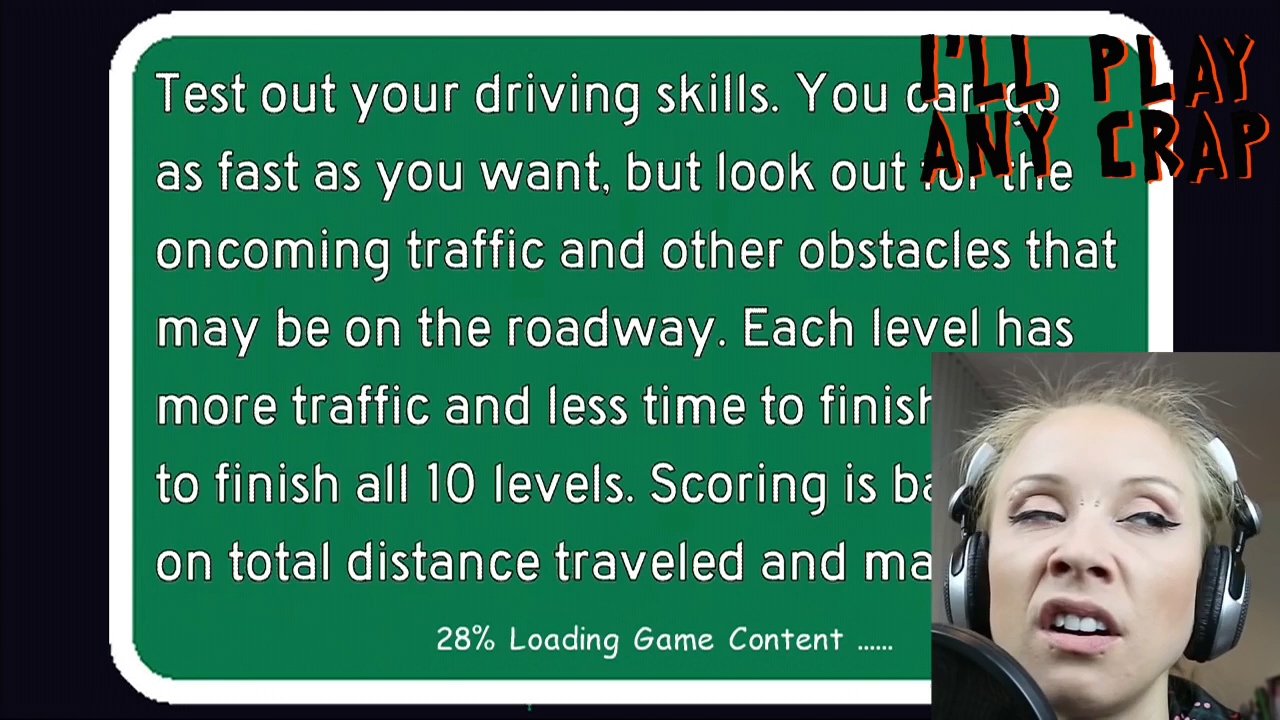 Test out your driving skills. You can go
as fast as you want, but look out for the
oncoming traffic and other obstacles that
may be on the roadway. Each level has
more traffic and less time to finish
to finish all 10 levels. Scoring is
on total distance traveled and
28% Loading Game Content ......
I'LL PLAY
ANY CRAP